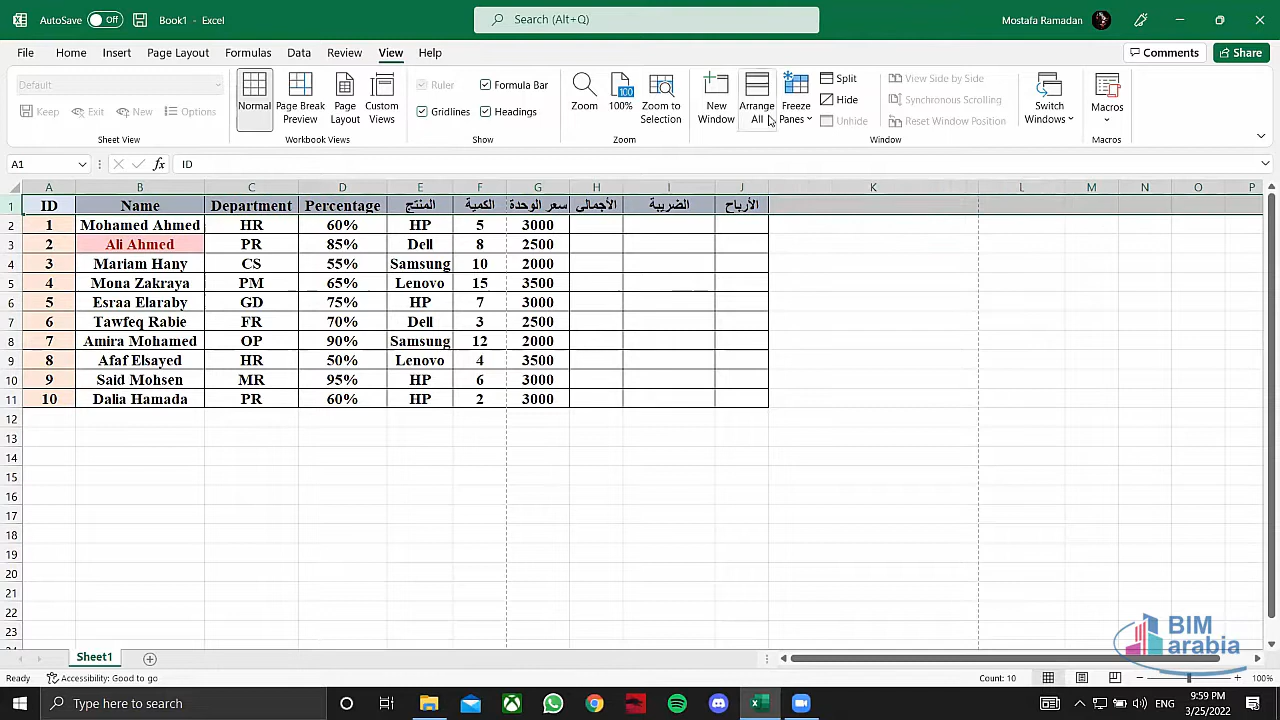 AutoSave Off Book1 - Excel Search (Alt+Q) Mostafa Ramadan
File Home Insert Page Layout Formulas Data Review View Help Comments Share
Default
Keep Exit New Options
Sheet View
Normal Page Break Preview Page Layout Custom Views
Workbook Views
Ruler Formula Bar
Gridlines Headings
Show
Zoom 100% Zoom to Selection
Zoom
New Window Arrange All Freeze Panes
Split
Hide
Unhide
View Side by Side
Synchronous Scrolling
Reset Window Position
Switch Windows
Window
Macros
Macros
A1 fx ID
A B C D E F G H I J K L M N O P
1 ID Name Department Percentage المنتج الكمية سعر الوحدة الأجمالى الضريبة الأرباح
2 1 Mohamed Ahmed HR 60% HP 5 3000
3 2 Ali Ahmed PR 85% Dell 8 2500
4 3 Mariam Hany CS 55% Samsung 10 2000
5 4 Mona Zakraya PM 65% Lenovo 15 3500
6 5 Esraa Elaraby GD 75% HP 7 3000
7 6 Tawfeq Rabie FR 70% Dell 3 2500
8 7 Amira Mohamed OP 90% Samsung 12 2000
9 8 Afaf Elsayed HR 50% Lenovo 4 3500
10 9 Said Mohsen MR 95% HP 6 3000
11 10 Dalia Hamada PR 60% HP 2 3000
12
13
14
15
16
17
18
19
20
21
22
23
BIM
arabia
Sheet1
Ready Accessibility: Good to go Count: 10 100%
Type here to search 9:59 PM
3/25/2022